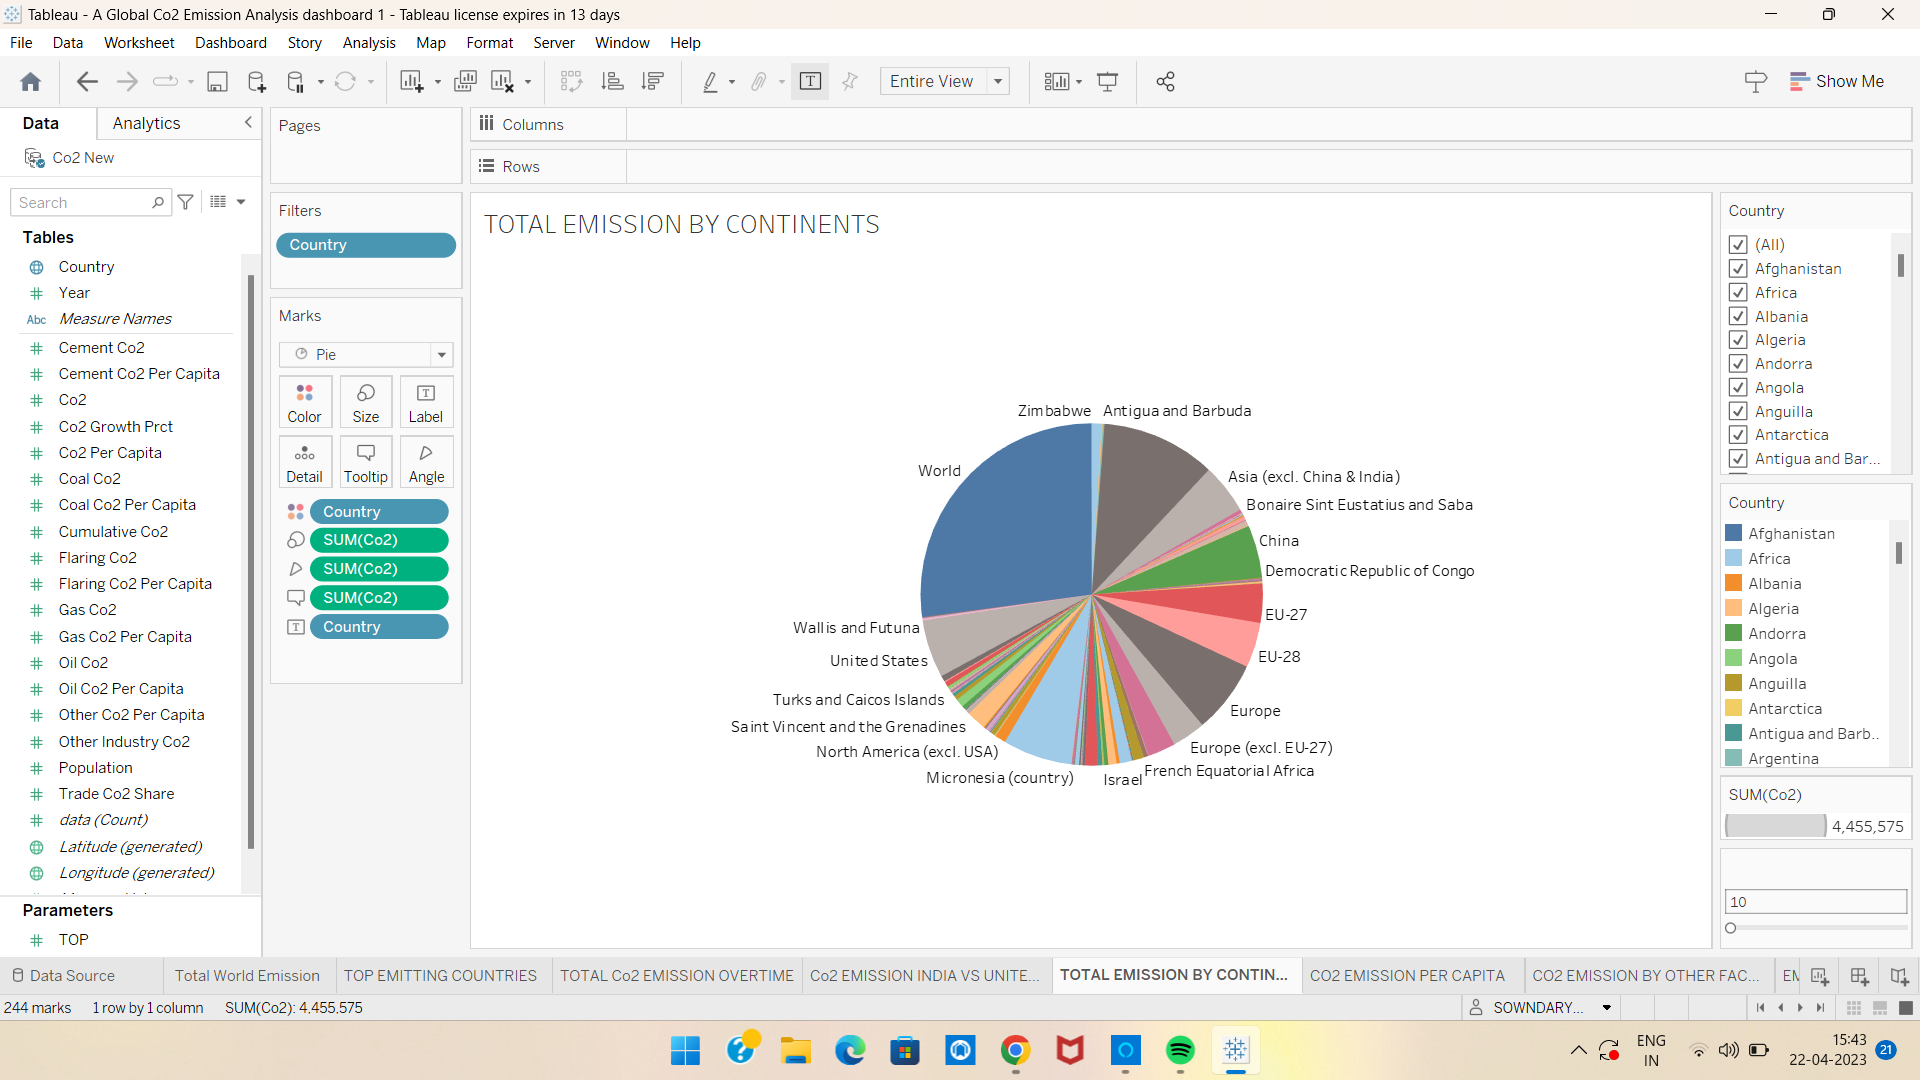 Tableau - A Global Co2 Emission Analysis dashboard 1 - Tableau license expires in 13 days
File Data Worksheet Dashboard Story Analysis Map Format Server Window Help
Entire View
Show Me
Data
Analytics
Co2 New
Search
Tables
Country
Year
Abc Measure Names
Cement Co2
Cement Co2 Per Capita
Co2
Co2 Growth Prct
Co2 Per Capita
Coal Co2
Coal Co2 Per Capita
Cumulative Co2
Flaring Co2
Flaring Co2 Per Capita
Gas Co2
Gas Co2 Per Capita
Oil Co2
Oil Co2 Per Capita
Other Co2 Per Capita
Other Industry Co2
Population
Trade Co2 Share
data (Count)
Latitude (generated)
Longitude (generated)
Parameters
TOP
Pages
Filters
Country
Marks
Pie
Color
Size
Label
Detail
Tooltip
Angle
Country
SUM(Co2)
SUM(Co2)
SUM(Co2)
Country
Columns
Rows
TOTAL EMISSION BY CONTINENTS
Zimbabwe
Antigua and Barbuda
World
Asia (excl. China & India)
Bonaire Sint Eustatius and Saba
China
Democratic Republic of Congo
EU-27
Wallis and Futuna
EU-28
United States
Turks and Caicos Islands
Europe
Saint Vincent and the Grenadines
Europe (excl. EU-27)
North America (excl. USA)
French Equatorial Africa
Micronesia (country)
Israel
Country
(All)
Afghanistan
Africa
Albania
Algeria
Andorra
Angola
Anguilla
Antarctica
Antigua and Bar...
Country
Afghanistan
Africa
Albania
Algeria
Andorra
Angola
Anguilla
Antarctica
Antigua and Barb..
Argentina
SUM(Co2)
4,455,575
10
Data Source
Total World Emission
TOP EMITTING COUNTRIES
TOTAL Co2 EMISSION OVERTIME
Co2 EMISSION INDIA VS UNITE...
TOTAL EMISSION BY CONTIN...
CO2 EMISSION PER CAPITA
CO2 EMISSION BY OTHER FAC...
244 marks
1 row by 1 column
SUM(Co2): 4,455,575
SOWNDARY...
ENG
IN
15:43
22-04-2023
21